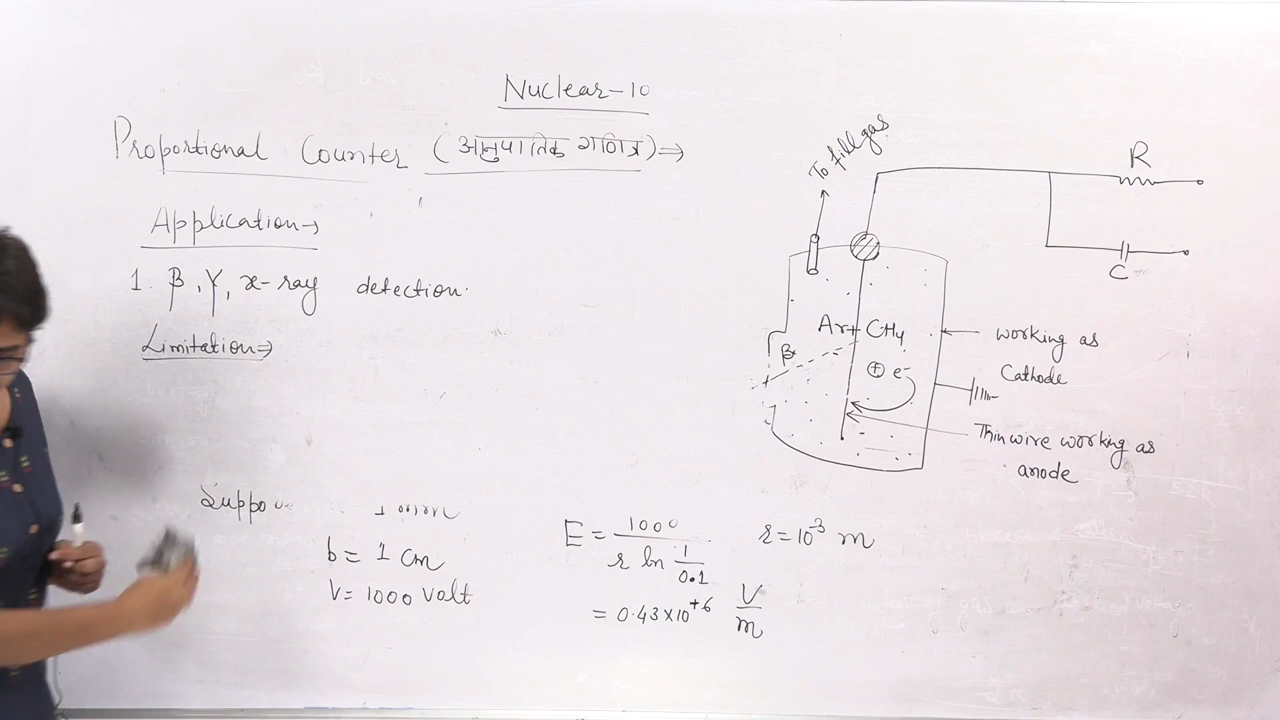 Nuclear-10
Proportional Counter (आनुपातिक गणित्र) ⇒
Application →
1. β, γ, x-ray detection.
Limitation ⇒
To fill gas
R
C
Ar + CH4
β
⊕ e-
working as
Cathode
Thin wire working as
anode
b = 1 cm
V = 1000 volt
E = 1000 / r ln 1/0.1
= 0.43 × 10^+6 V/m
r = 10^-3 m